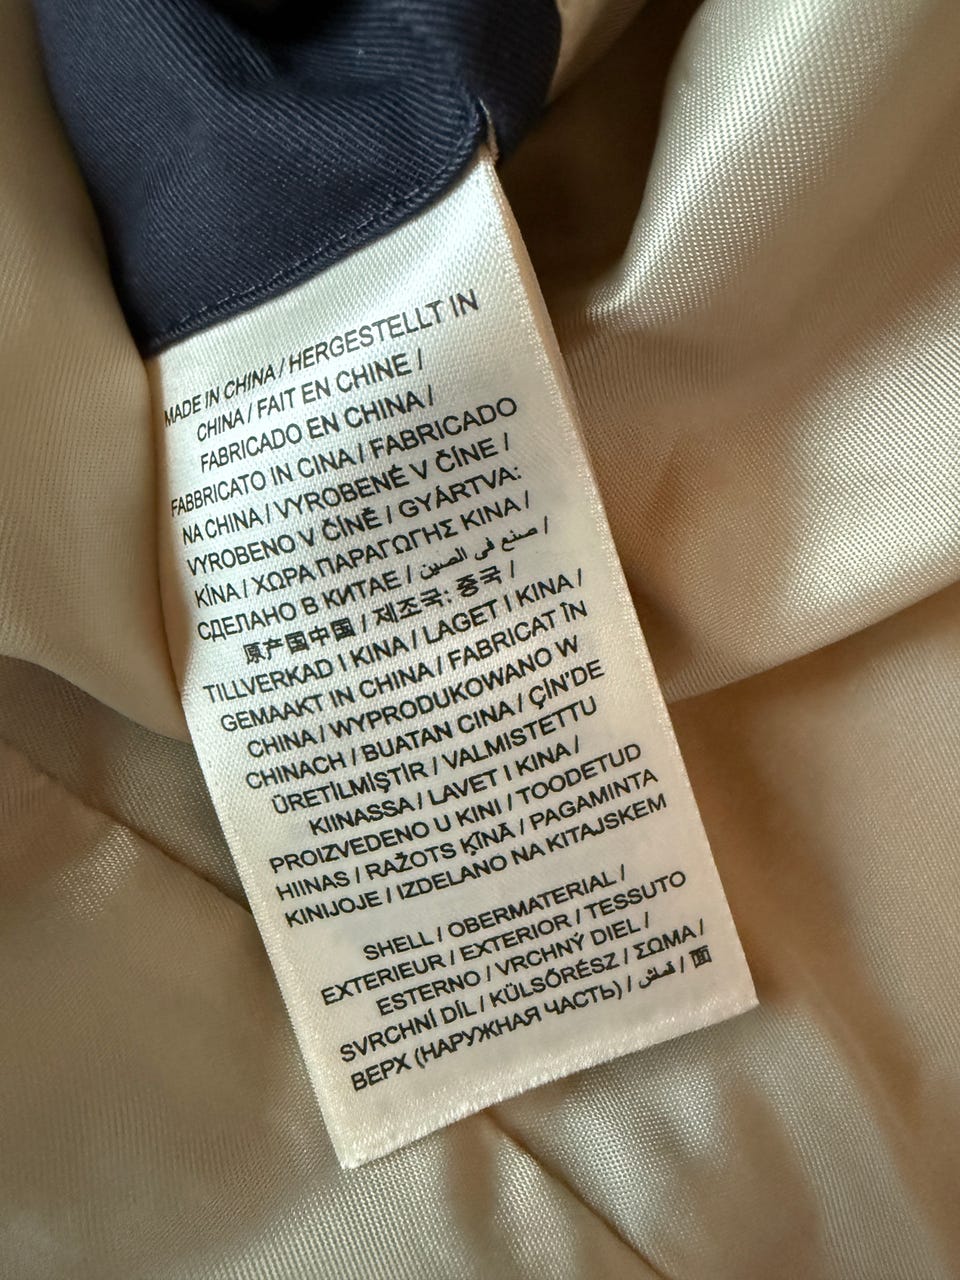 MADE IN CHINA / HERGESTELLT IN
CHINA / FAIT EN CHINE /
FABRICADO EN CHINA /
FABBRICATO IN CINA / FABRICADO
NA CHINA / VYROBENÉ V ČÍNE /
VYROBENO V ČÍNĚ / GYÁRTVA:
KÍNA / ΧΩΡΑ ΠΑΡΑΓΩΓΗΣ ΚΙΝΑ /
СДЕЛАНО В КИТАЕ / صنع في الصين /
原产国中国 / 제조국: 중국 /
TILLVERKAD I KINA / LAGET I KINA /
GEMAAKT IN CHINA / FABRICAT ÎN
CHINA / WYPRODUKOWANO W
CHINACH / BUATAN CINA / ÇİN'DE
ÜRETİLMİŞTİR / VALMISTETTU
KIINASSA / LAVET I KINA /
PROIZVEDENO U KINI / TOODETUD
HIINAS / RAŽOTS ĶĪNĀ / PAGAMINTA
KINIJOJE / IZDELANO NA KITAJSKEM
SHELL / OBERMATERIAL /
EXTERIEUR / EXTERIOR / TESSUTO
ESTERNO / VRCHNÝ DIEL /
SVRCHNÍ DÍL / KÜLSŐRÉSZ / ΣΩΜΑ /
ВЕРХ (НАРУЖНАЯ ЧАСТЬ) / قماش / 面